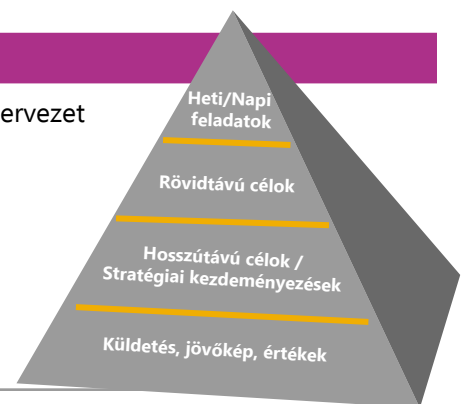 Heti/Napi
feladatok
ervezet
Rövidtávú célok
Hosszútávú célok /
Stratégiai kezdeményezések
Küldetés, jövőkép, értékek